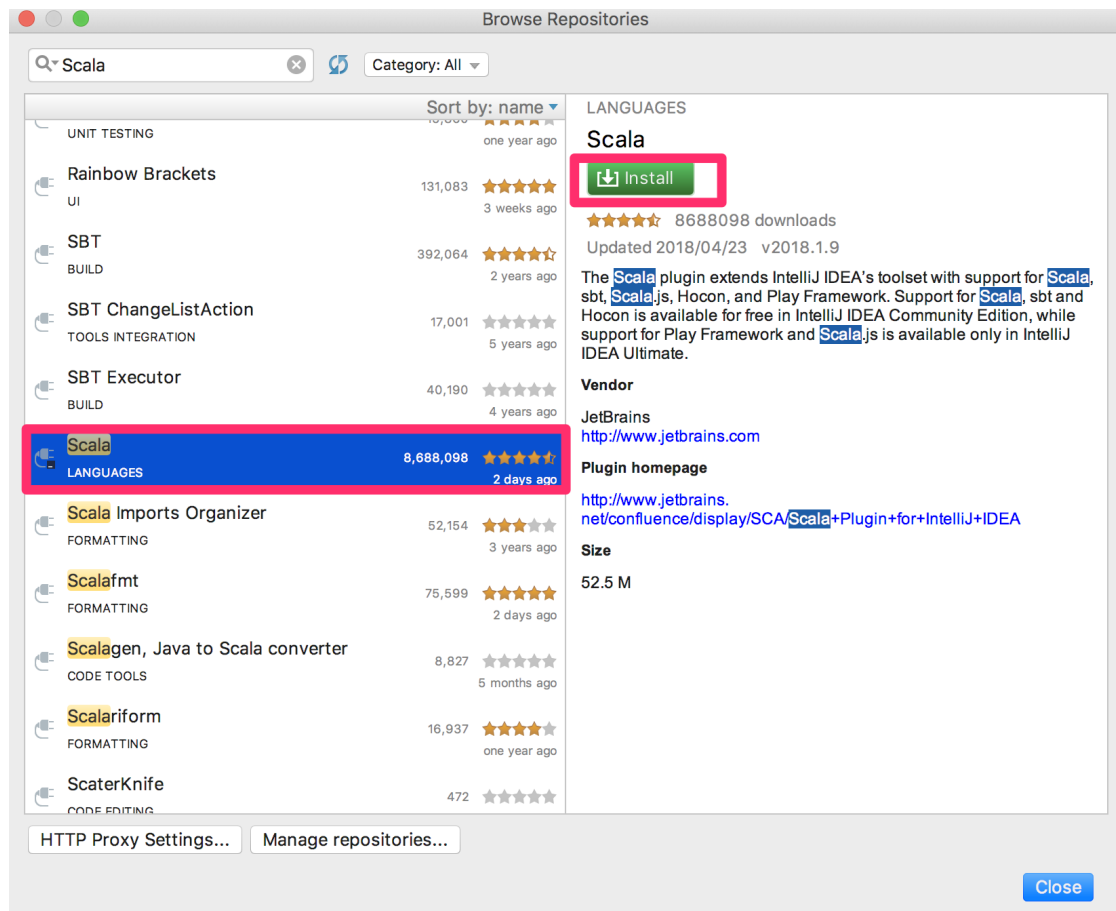 Browse Repositories
Scala
Category: All
Sort by: name
UNIT TESTING
one year ago
Rainbow Brackets
131,083
UI
3 weeks ago
SBT
392,064
BUILD
2 years ago
SBT ChangeListAction
17,001
TOOLS INTEGRATION
5 years ago
SBT Executor
40,190
BUILD
4 years ago
Scala
8,688,098
LANGUAGES
2 days ago
Scala Imports Organizer
52,154
FORMATTING
3 years ago
Scalafmt
75,599
FORMATTING
2 days ago
Scalagen, Java to Scala converter
8,827
CODE TOOLS
5 months ago
Scalariform
16,937
FORMATTING
one year ago
ScaterKnife
472
CODE EDITING
LANGUAGES
Scala
Install
8688098 downloads
Updated 2018/04/23 v2018.1.9
The Scala plugin extends IntelliJ IDEA's toolset with support for Scala,
sbt, Scala.js, Hocon, and Play Framework. Support for Scala, sbt and
Hocon is available for free in IntelliJ IDEA Community Edition, while
support for Play Framework and Scala.js is available only in IntelliJ
IDEA Ultimate.
Vendor
JetBrains
http://www.jetbrains.com
Plugin homepage
http://www.jetbrains.
net/confluence/display/SCA/Scala+Plugin+for+IntelliJ+IDEA
Size
52.5 M
HTTP Proxy Settings...
Manage repositories...
Close